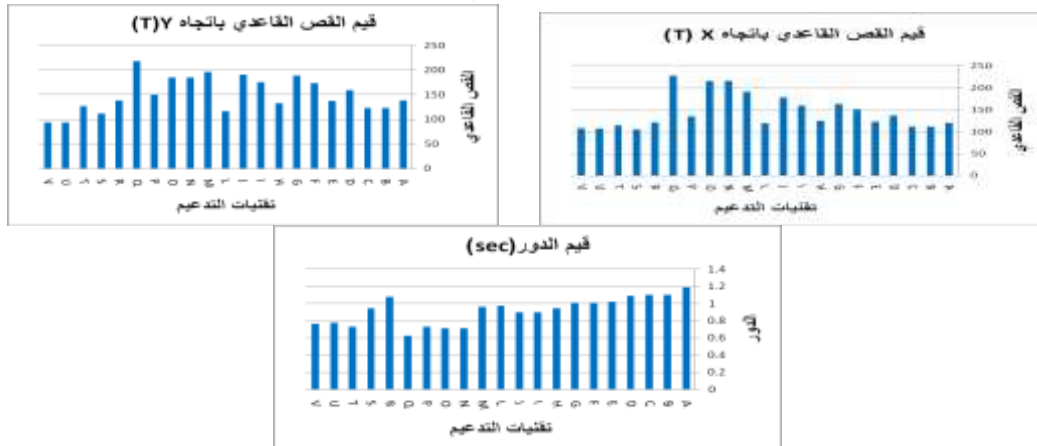 قيم القص القاعدي باتجاه X (T)
250
200
150
100
50
0
القص القاعدي
تقنيات التدعيم
قيم القص القاعدي باتجاه Y(T)
250
200
150
100
50
0
القص القاعدي
V U S R Q P O N M L I I H G F E D C B A
تقنيات التدعيم
قيم الدور(sec)
1.4
1.2
1
0.8
0.6
0.4
0.2
0
الدور
V U T S R Q P O N M L H G F E D C B A
تقنيات التدعيم